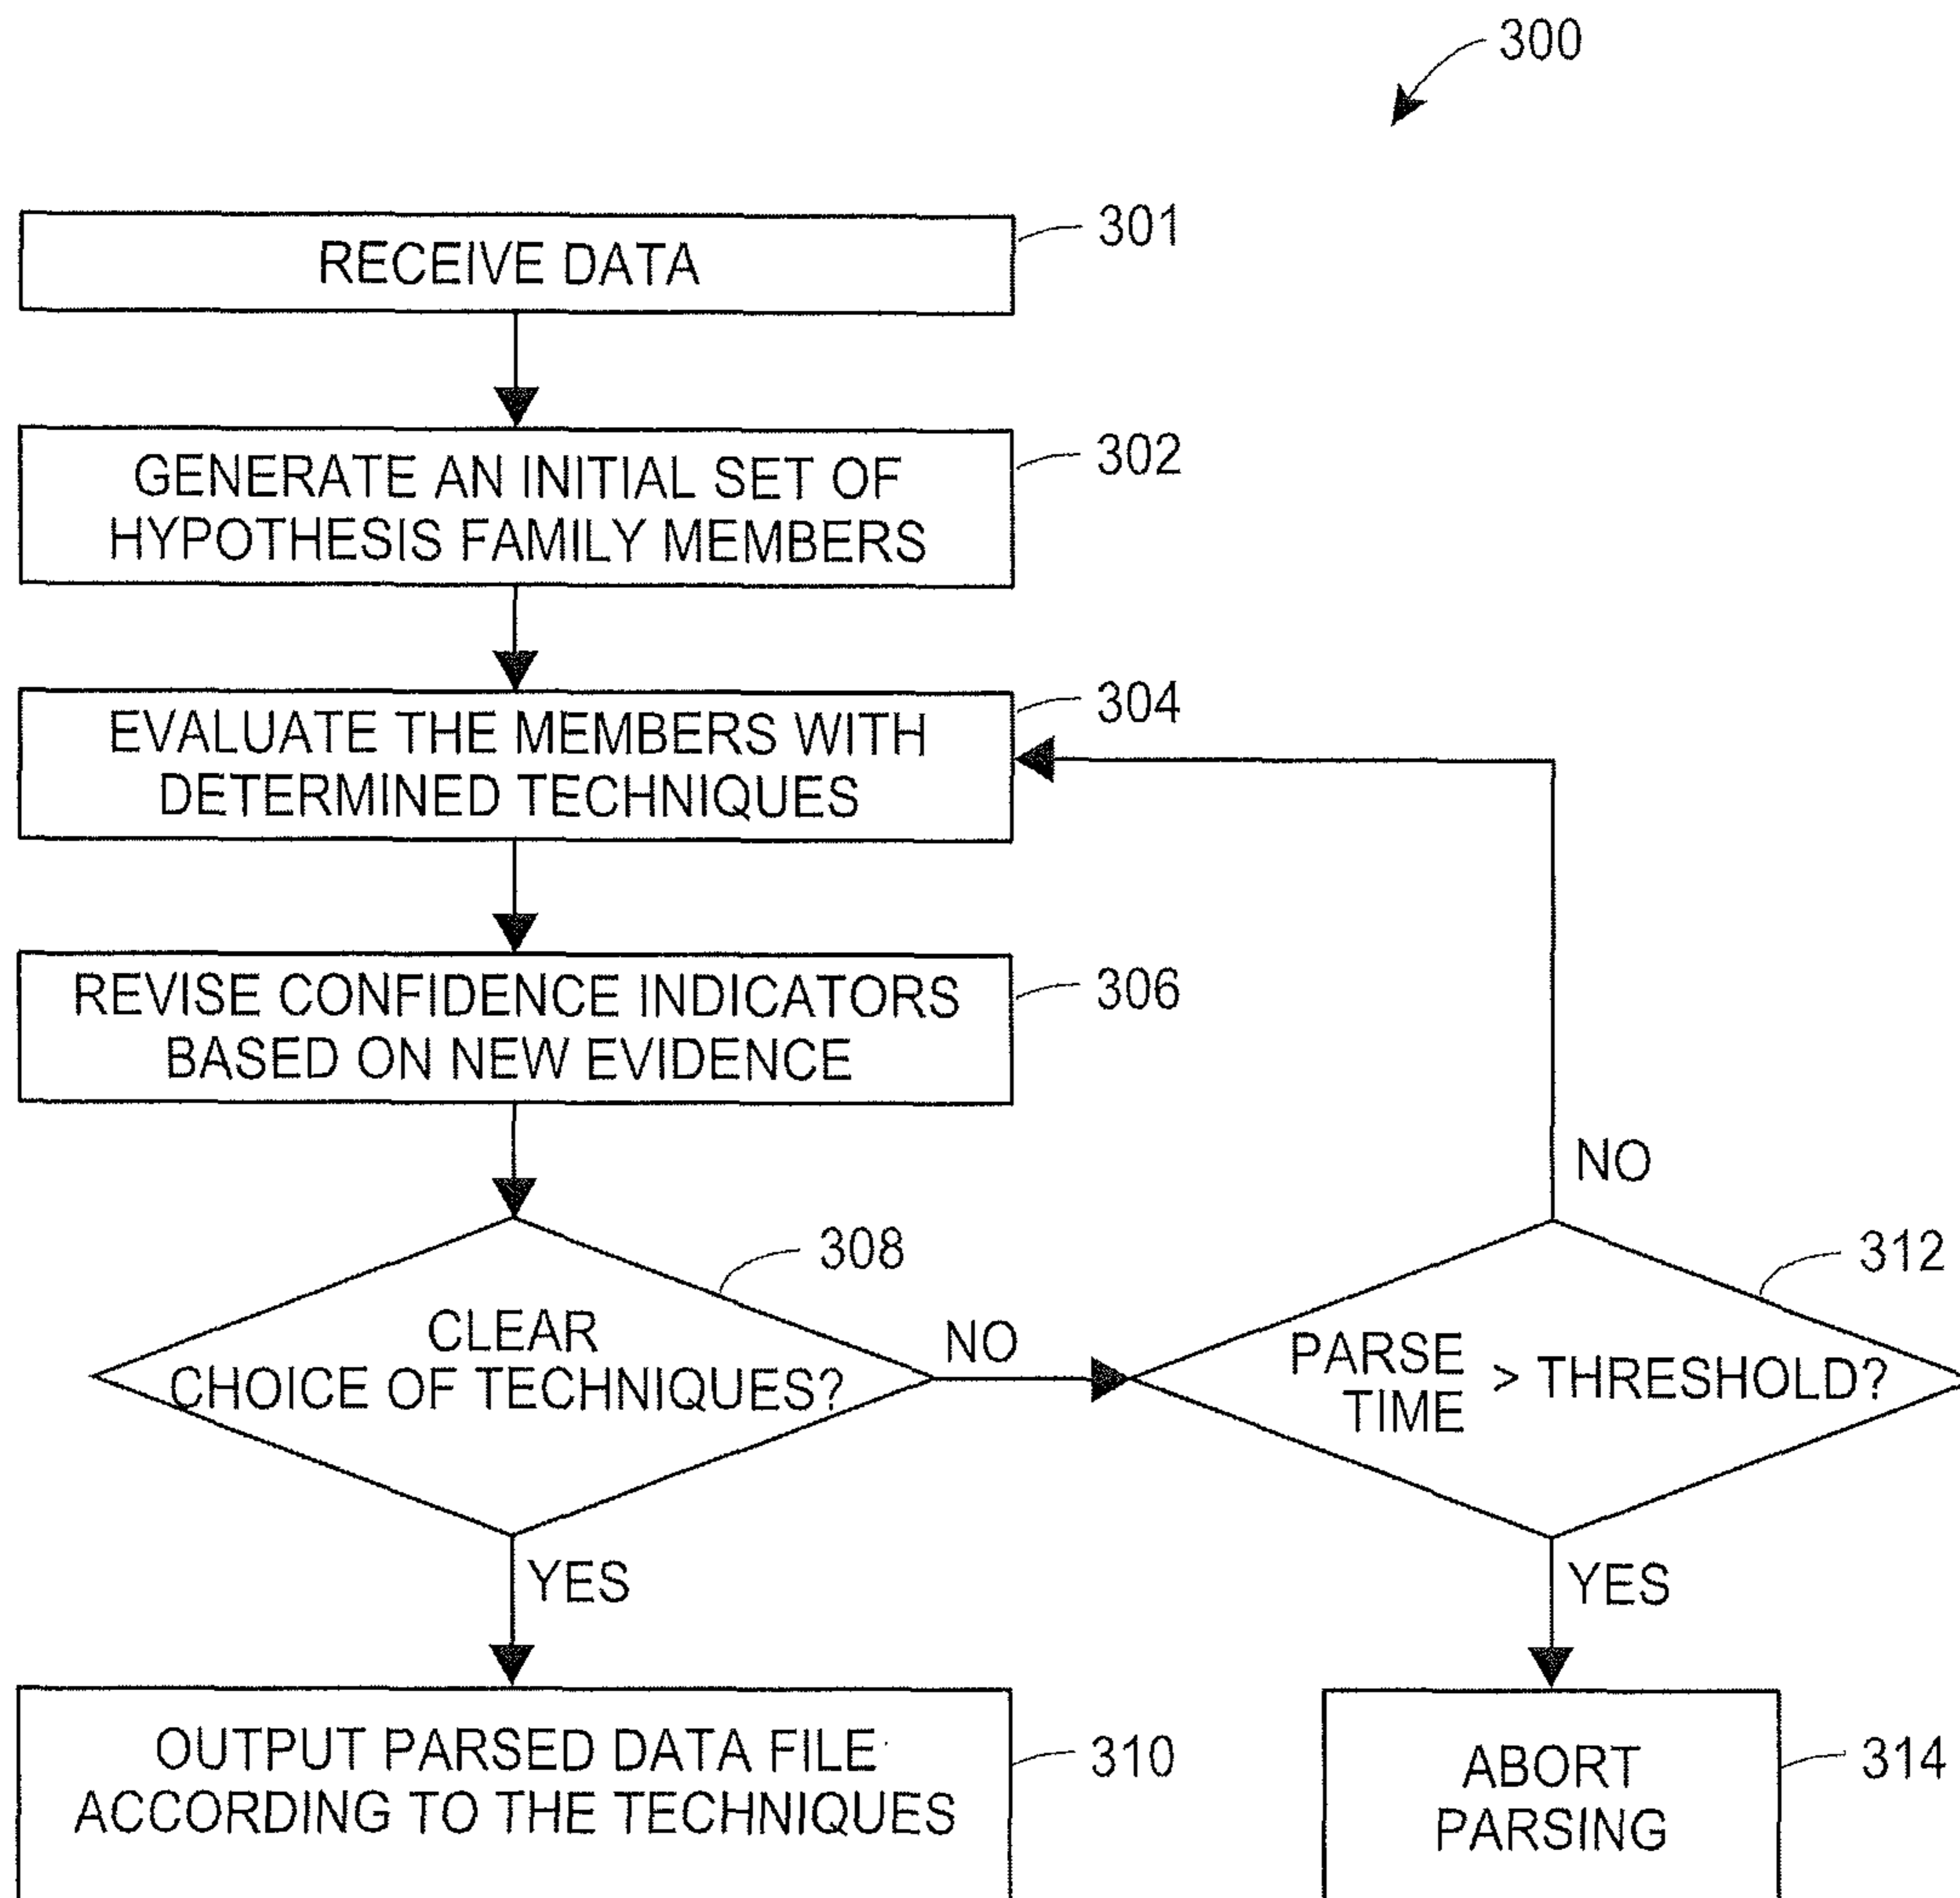 300
RECEIVE DATA
301
GENERATE AN INITIAL SET OF
HYPOTHESIS FAMILY MEMBERS
302
EVALUATE THE MEMBERS WITH
DETERMINED TECHNIQUES
304
REVISE CONFIDENCE INDICATORS
BASED ON NEW EVIDENCE
306
CLEAR
CHOICE OF TECHNIQUES?
308
NO
PARSE
TIME > THRESHOLD?
312
NO
YES
YES
OUTPUT PARSED DATA FILE
ACCORDING TO THE TECHNIQUES
310
ABORT
PARSING
314